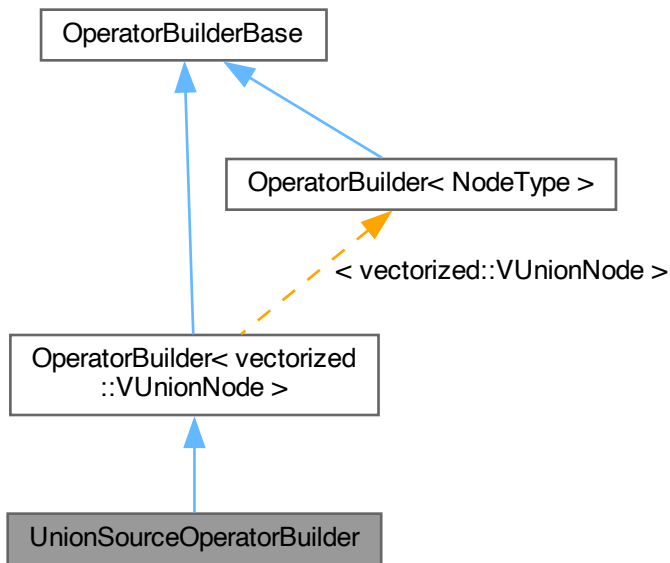 OperatorBuilderBase
OperatorBuilder< NodeType >
< vectorized::VUnionNode >
OperatorBuilder< vectorized
::VUnionNode >
UnionSourceOperatorBuilder